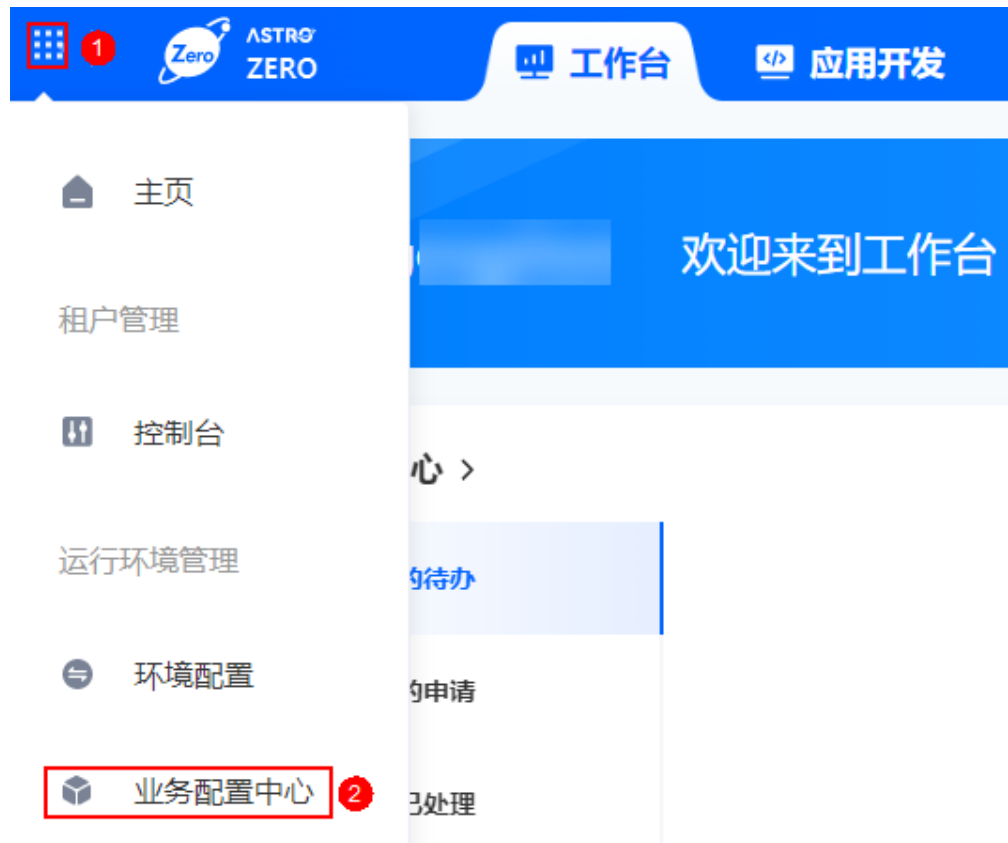 1
Zero
ASTRO
ZERO
工作台
应用开发
主页
欢迎来到工作台
租户管理
控制台
心 >
运行环境管理
的待办
环境配置
的申请
业务配置中心
2
已处理